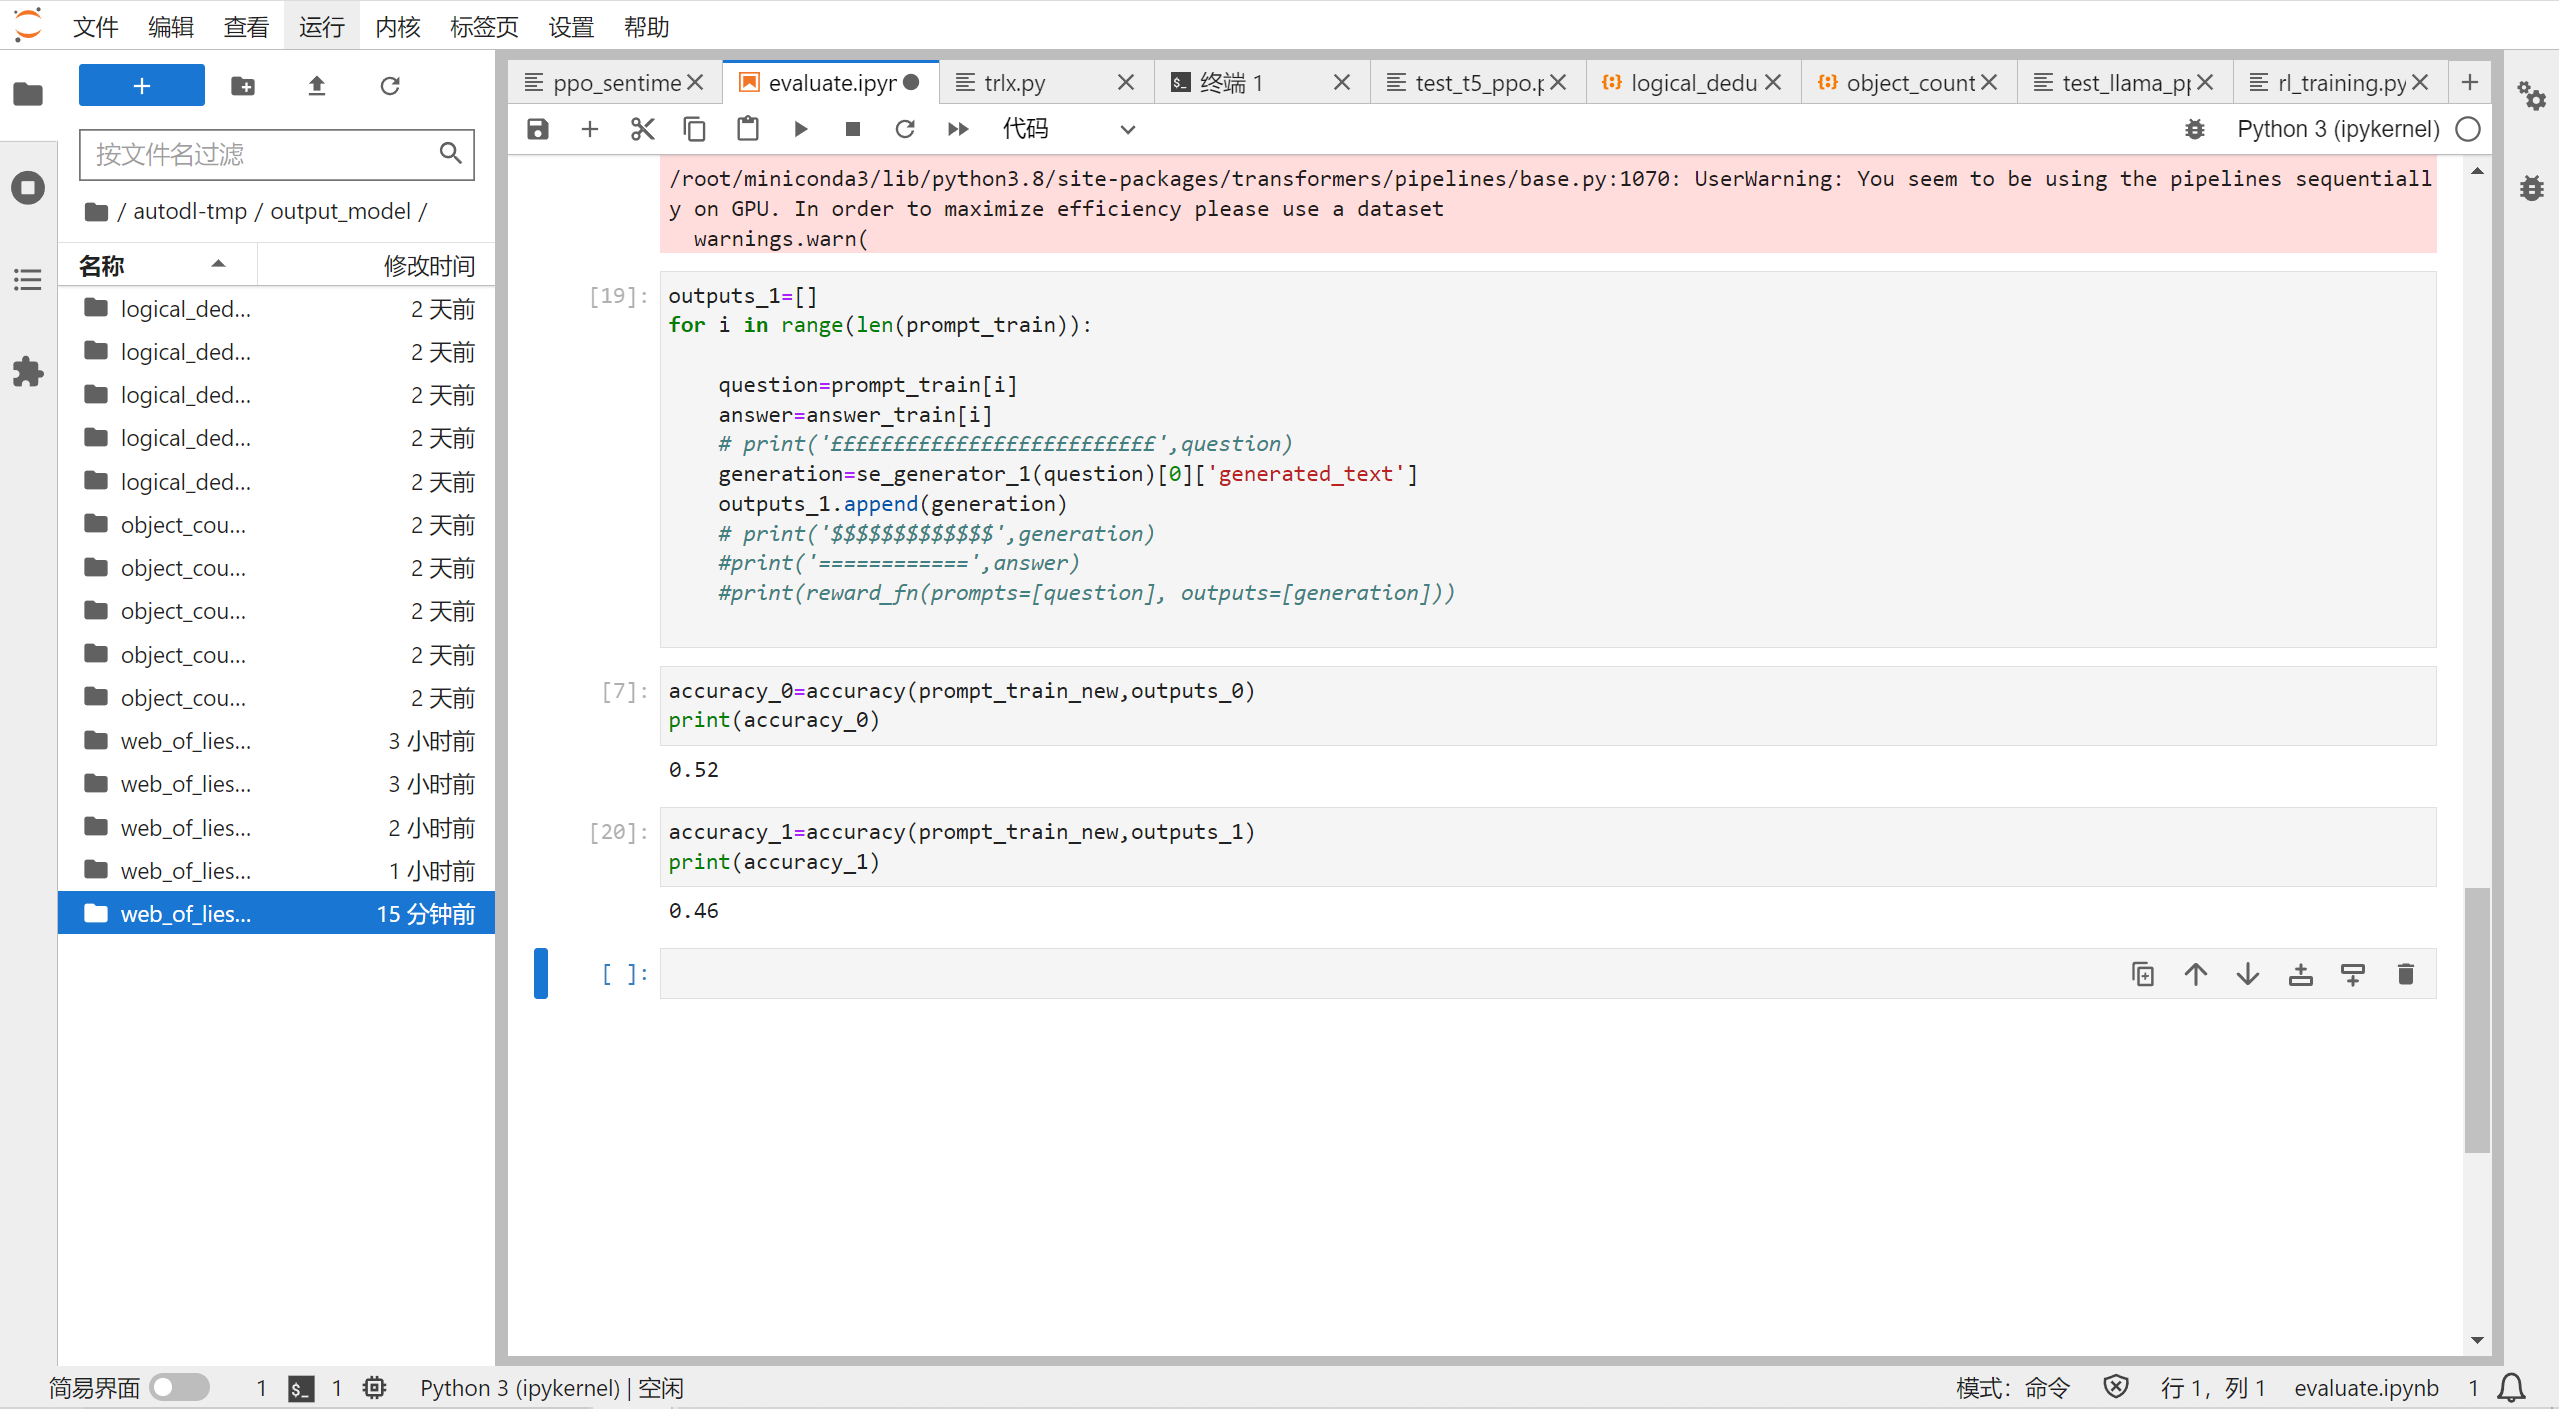 文件 编辑 查看 运行 内核 标签页 设置 帮助
ppo_sentime
evaluate.ipyn
trlx.py
终端 1
test_t5_ppo.p
logical_dedu
object_count
test_llama_pp
rl_training.py
代码
Python 3 (ipykernel)
按文件名过滤
/ autodl-tmp / output_model /
名称 修改时间
logical_ded... 2 天前
logical_ded... 2 天前
logical_ded... 2 天前
logical_ded... 2 天前
logical_ded... 2 天前
object_cou... 2 天前
object_cou... 2 天前
object_cou... 2 天前
object_cou... 2 天前
object_cou... 2 天前
web_of_lies... 3 小时前
web_of_lies... 3 小时前
web_of_lies... 2 小时前
web_of_lies... 1 小时前
web_of_lies... 15 分钟前
/root/miniconda3/lib/python3.8/site-packages/transformers/pipelines/base.py:1070: UserWarning: You seem to be using the pipelines sequentiall
y on GPU. In order to maximize efficiency please use a dataset
warnings.warn(
[19]: outputs_1=[]
for i in range(len(prompt_train)):
question=prompt_train[i]
answer=answer_train[i]
# print('££££££££££££££££££££££££££',question)
generation=se_generator_1(question)[0]['generated_text']
outputs_1.append(generation)
# print('$$$$$$$$$$$$$',generation)
#print('============',answer)
#print(reward_fn(prompts=[question], outputs=[generation]))
[7]: accuracy_0=accuracy(prompt_train_new,outputs_0)
print(accuracy_0)
0.52
[20]: accuracy_1=accuracy(prompt_train_new,outputs_1)
print(accuracy_1)
0.46
[ ]:
简易界面 1 $_ 1 Python 3 (ipykernel) | 空闲 模式：命令 行 1，列 1 evaluate.ipynb 1